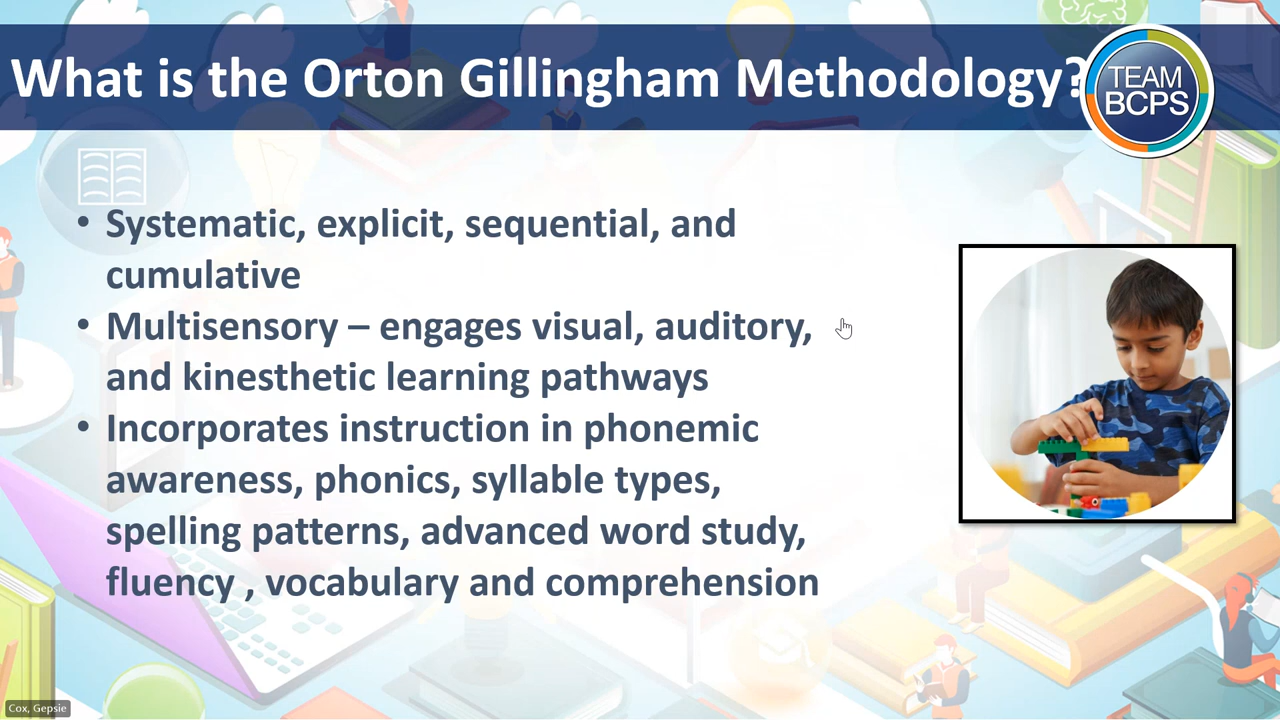 What is the Orton Gillingham Methodology?
TEAM
BCPS
• Systematic, explicit, sequential, and
cumulative
• Multisensory – engages visual, auditory,
and kinesthetic learning pathways
• Incorporates instruction in phonemic
awareness, phonics, syllable types,
spelling patterns, advanced word study,
fluency , vocabulary and comprehension
Cox, Gepsie